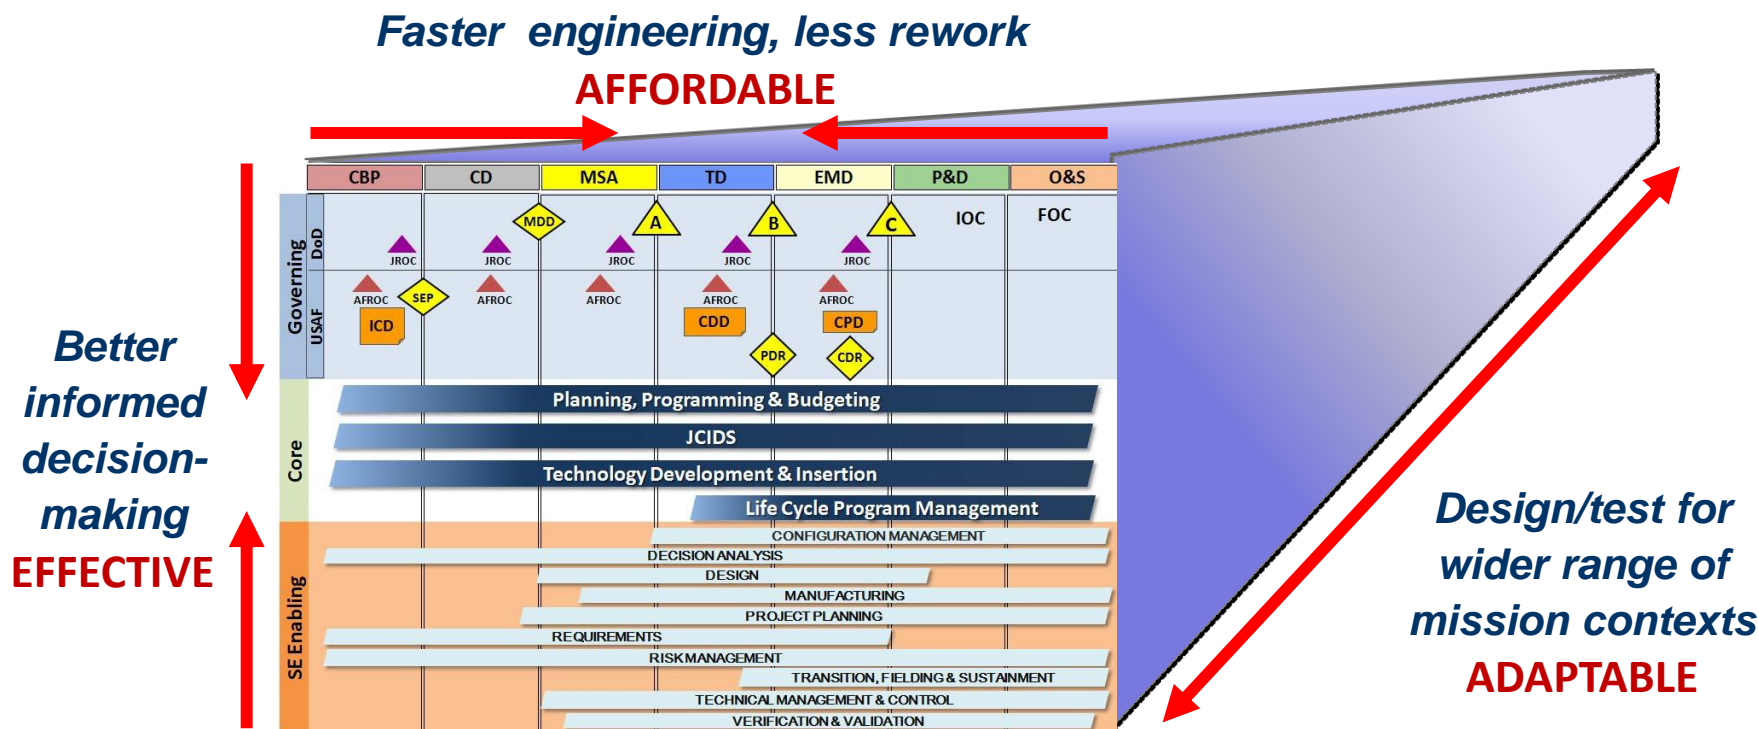 Faster engineering, less rework
AFFORDABLE
CBP
CD
MSA
TD
EMD
P&D
O&S
Governing
DoD
MDD
A
B
C
IOC
FOC
JROC
JROC
JROC
JROC
JROC
USAF
AFROC
SEP
AFROC
AFROC
AFROC
AFROC
ICD
CDD
CPD
PDR
CDR
Better
informed
decision-
making
EFFECTIVE
Core
Planning, Programming & Budgeting
JCIDS
Technology Development & Insertion
Life Cycle Program Management
SE Enabling
CONFIGURATION MANAGEMENT
DECISION ANALYSIS
DESIGN
MANUFACTURING
PROJECT PLANNING
REQUIREMENTS
RISK MANAGEMENT
TRANSITION, FIELDING & SUSTAINMENT
TECHNICAL MANAGEMENT & CONTROL
VERIFICATION & VALIDATION
Design/test for
wider range of
mission contexts
ADAPTABLE